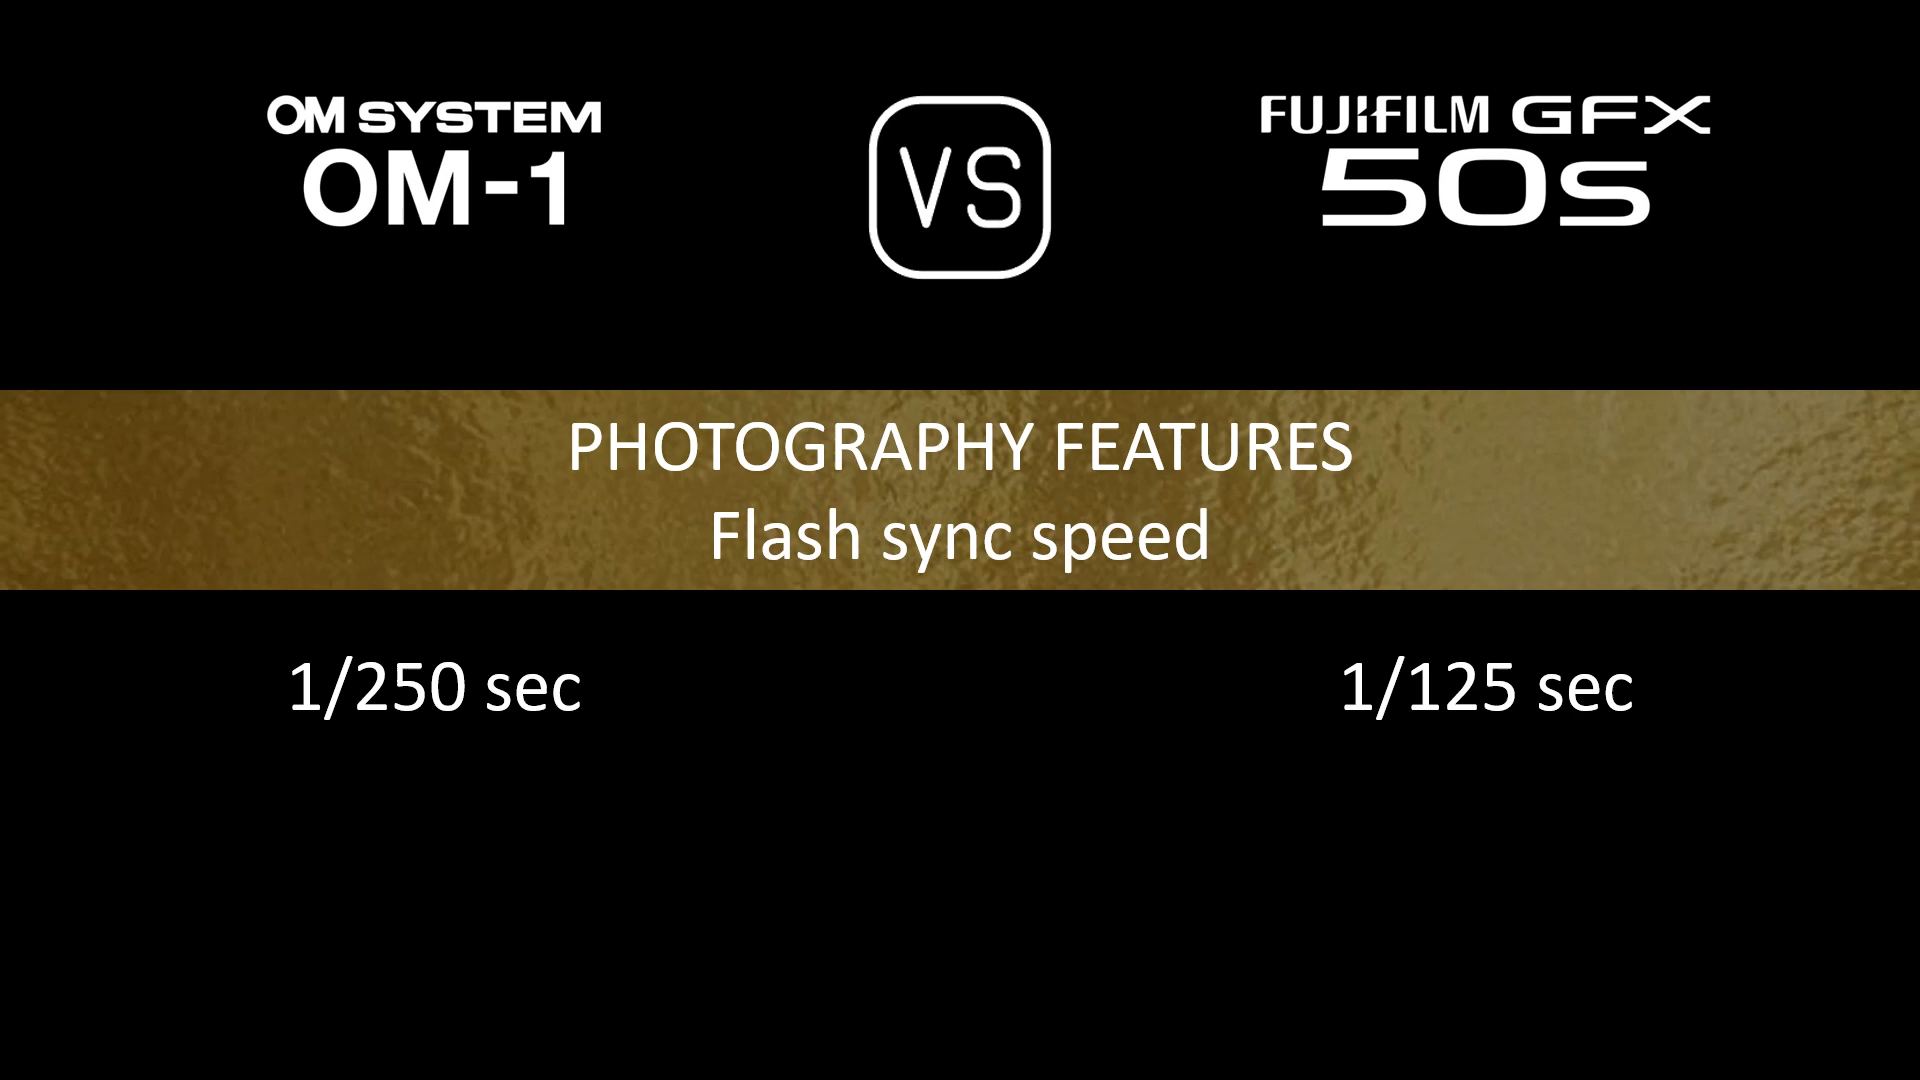 OM SYSTEM
OM-1
VS
FUJIFILM GFX
50S
PHOTOGRAPHY FEATURES
Flash sync speed
1/250 sec
1/125 sec